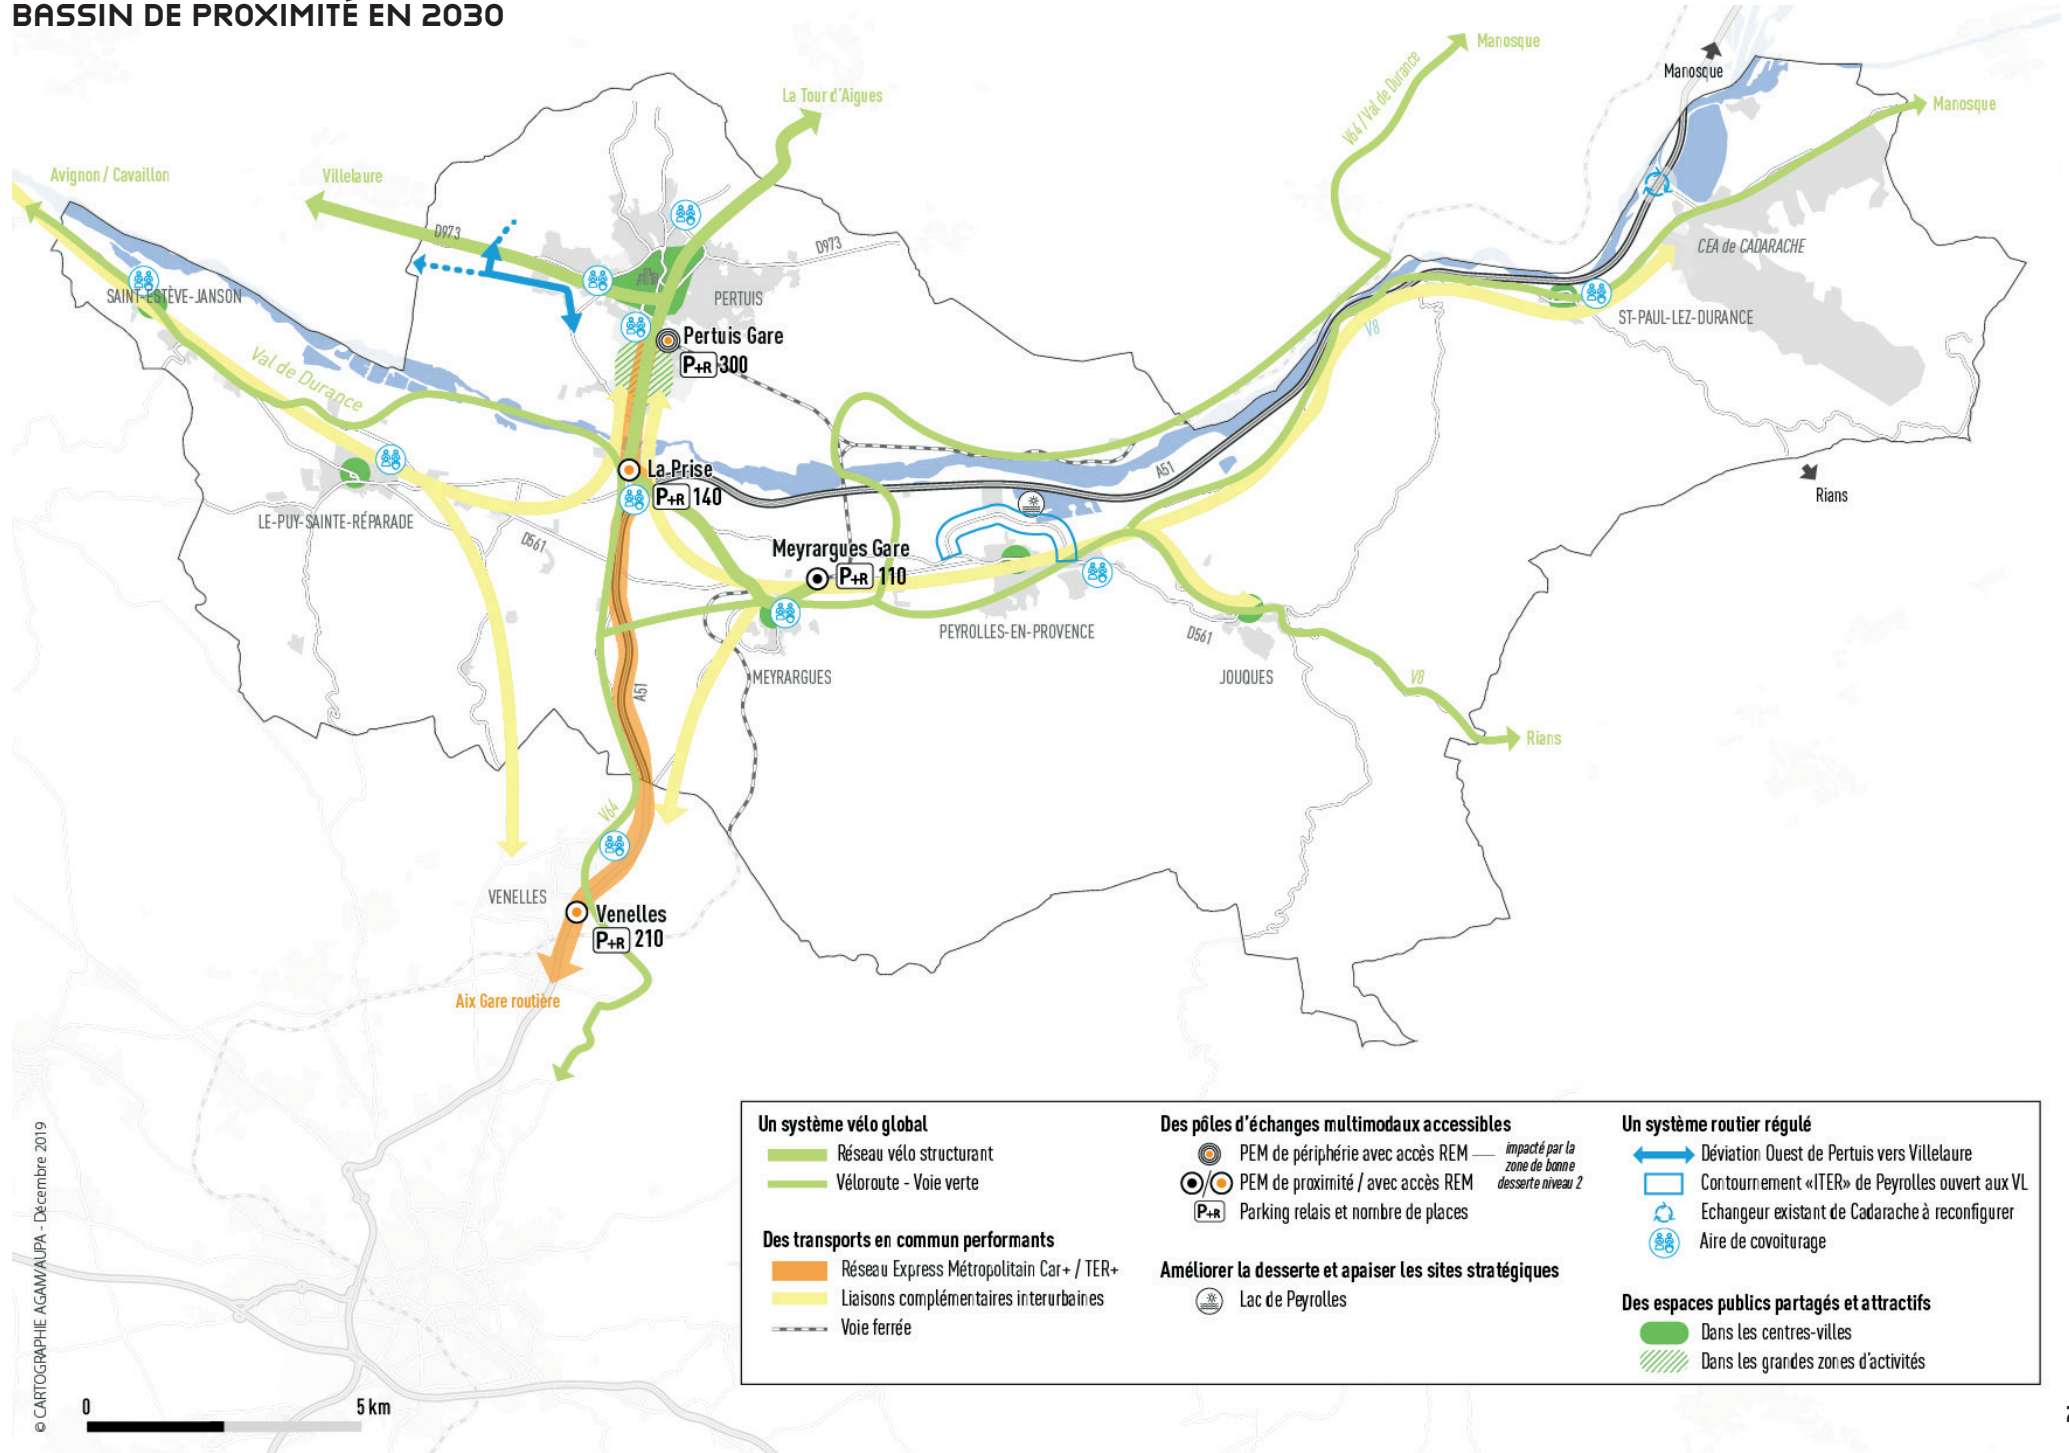 BASSIN DE PROXIMITÉ EN 2030
Manosque
Manosque
V64 / Val de Durance
La Tour d'Aigues
Manosque
Avignon / Cavaillon
Villelaure
D973
D973
CEA de CADARACHE
SAINT-ESTÈVE-JANSON
PERTUIS
ST-PAUL-LEZ-DURANCE
V8
Pertuis Gare
P+R 300
Val de Durance
La Prise
P+R 140
A51
Rians
LE-PUY-SAINTE-RÉPARADE
D561
Meyrargues Gare
P+R 110
PEYROLLES-EN-PROVENCE
D561
MEYRARGUES
JOUQUES
V8
A51
Rians
V64
VENELLES
Venelles
P+R 210
Aix Gare routière
Un système vélo global
Réseau vélo structurant
Véloroute - Voie verte
Des transports en commun performants
Réseau Express Métropolitain Car+ / TER+
Liaisons complémentaires interurbaines
Voie ferrée
Des pôles d'échanges multimodaux accessibles
PEM de périphérie avec accès REM
impacté par la
zone de bonne
desserte niveau 2
PEM de proximité / avec accès REM
P+R Parking relais et nombre de places
Améliorer la desserte et apaiser les sites stratégiques
Lac de Peyrolles
Un système routier régulé
Déviation Ouest de Pertuis vers Villelaure
Contournement «ITER» de Peyrolles ouvert aux VL
Echangeur existant de Cadarache à reconfigurer
Aire de covoiturage
Des espaces publics partagés et attractifs
Dans les centres-villes
Dans les grandes zones d'activités
0 5 km
© CARTOGRAPHIE AGAM/AUPA - Décembre 2019